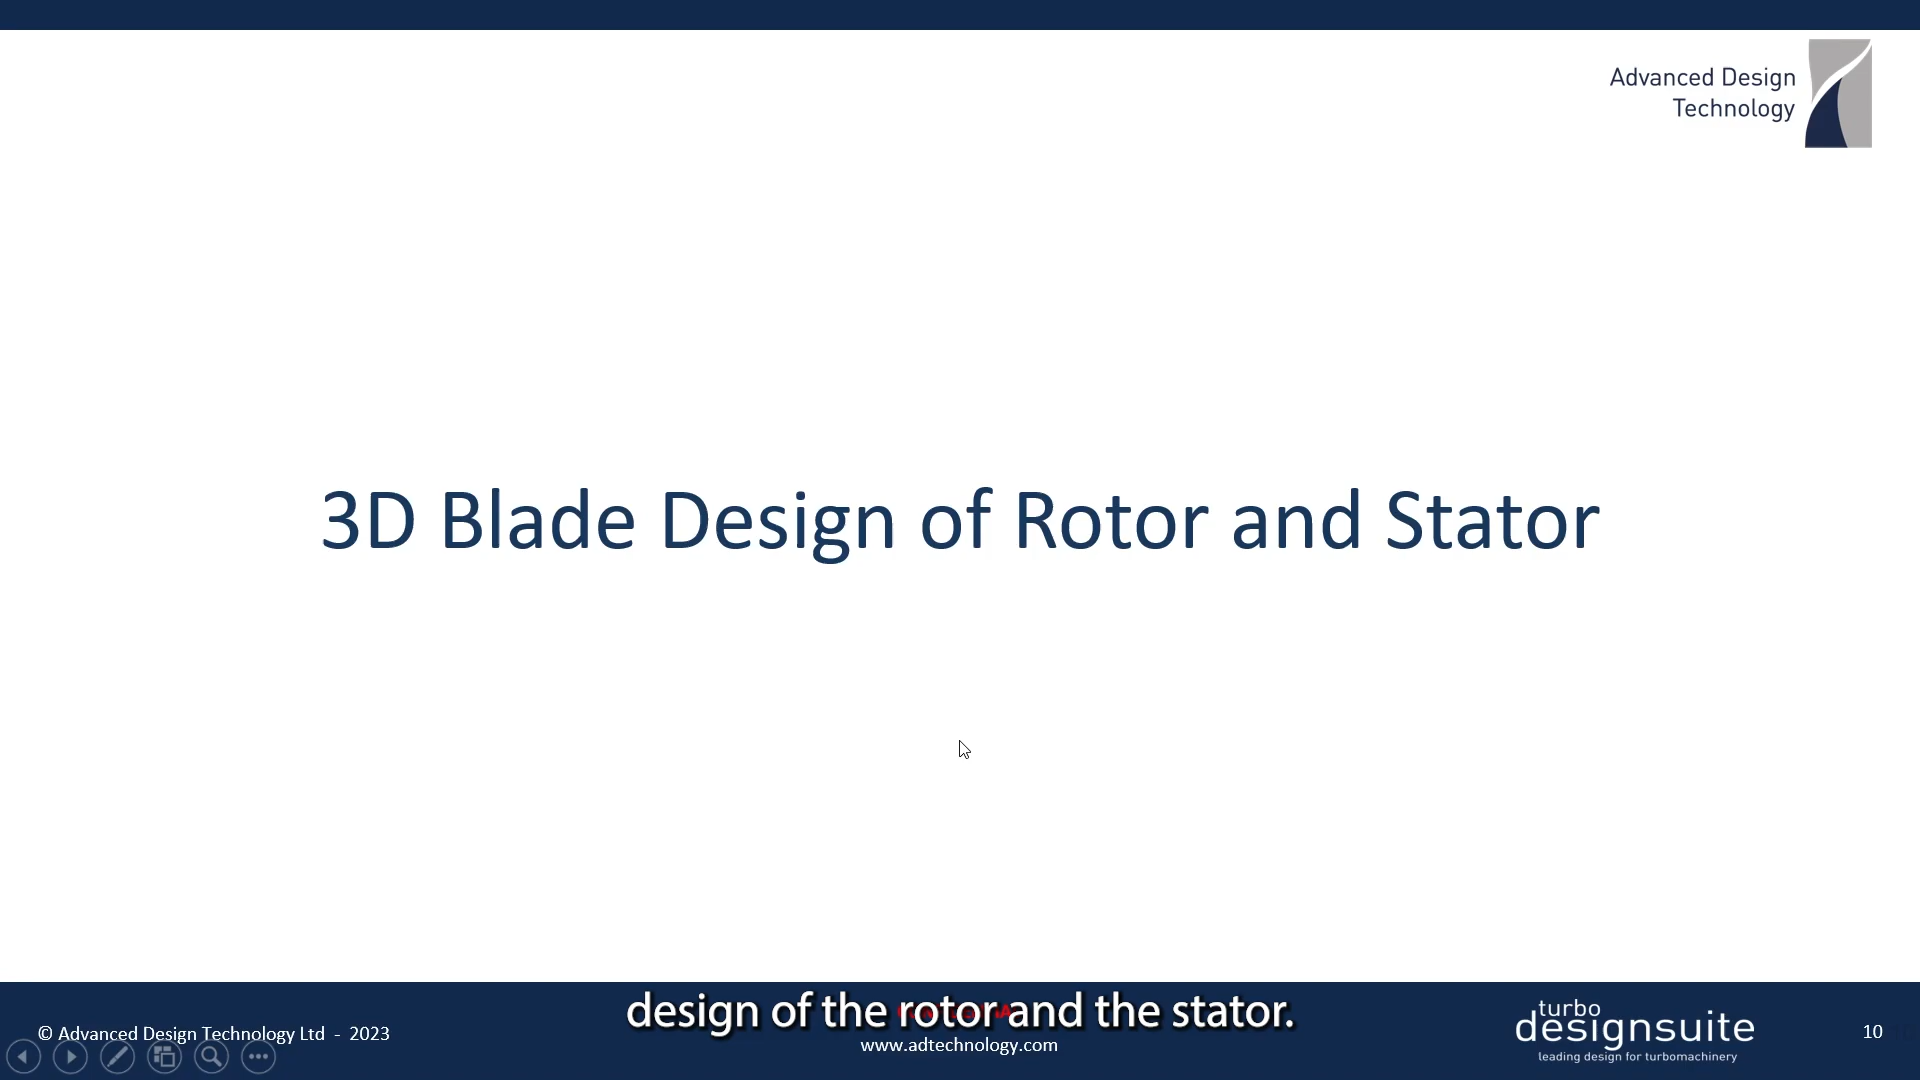 Advanced Design
Technology
3D Blade Design of Rotor and Stator
design of the rotor and the stator.
© Advanced Design Technology Ltd - 2023
www.adtechnology.com
turbo
designsuite
leading design for turbomachinery
10